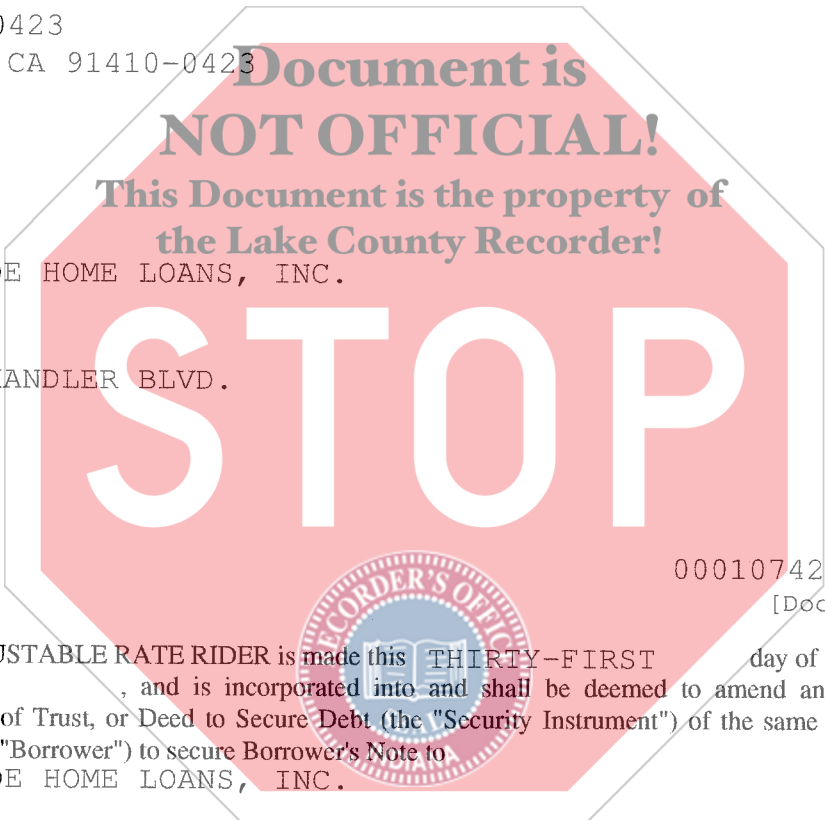 0423
CA 91410-0423
Document is
NOT OFFICIAL!
This Document is the property of
the Lake County Recorder!
E HOME LOANS, INC.
ANDLER BLVD.
STOP
00010742
[Doc
RECORDER'S OFFICE
USTABLE RATE RIDER is made this THIRTY-FIRST day of
, and is incorporated into and shall be deemed to amend an
of Trust, or Deed to Secure Debt (the "Security Instrument") of the same
"Borrower") to secure Borrower's Note to
INDIANA
E HOME LOANS, INC.